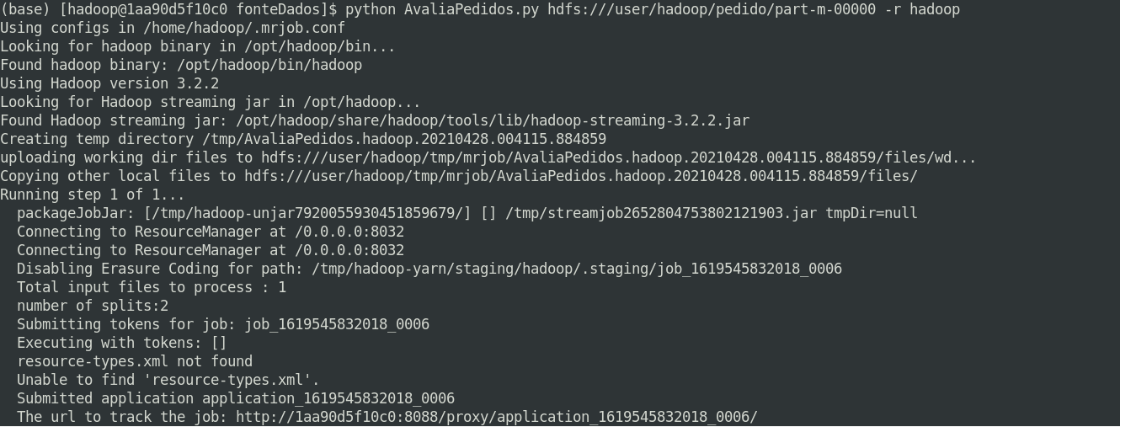 (base) [hadoop@1aa90d5f10c0 fonteDados]$ python AvaliaPedidos.py hdfs:///user/hadoop/pedido/part-m-00000 -r hadoop
Using configs in /home/hadoop/.mrjob.conf
Looking for hadoop binary in /opt/hadoop/bin...
Found hadoop binary: /opt/hadoop/bin/hadoop
Using Hadoop version 3.2.2
Looking for Hadoop streaming jar in /opt/hadoop...
Found Hadoop streaming jar: /opt/hadoop/share/hadoop/tools/lib/hadoop-streaming-3.2.2.jar
Creating temp directory /tmp/AvaliaPedidos.hadoop.20210428.004115.884859
uploading working dir files to hdfs:///user/hadoop/tmp/mrjob/AvaliaPedidos.hadoop.20210428.004115.884859/files/wd...
Copying other local files to hdfs:///user/hadoop/tmp/mrjob/AvaliaPedidos.hadoop.20210428.004115.884859/files/
Running step 1 of 1...
  packageJobJar: [/tmp/hadoop-unjar7920055930451859679/] [] /tmp/streamjob2652804753802121903.jar tmpDir=null
  Connecting to ResourceManager at /0.0.0.0:8032
  Connecting to ResourceManager at /0.0.0.0:8032
  Disabling Erasure Coding for path: /tmp/hadoop-yarn/staging/hadoop/.staging/job_1619545832018_0006
  Total input files to process : 1
  number of splits:2
  Submitting tokens for job: job_1619545832018_0006
  Executing with tokens: []
  resource-types.xml not found
  Unable to find 'resource-types.xml'.
  Submitted application application_1619545832018_0006
  The url to track the job: http://1aa90d5f10c0:8088/proxy/application_1619545832018_0006/